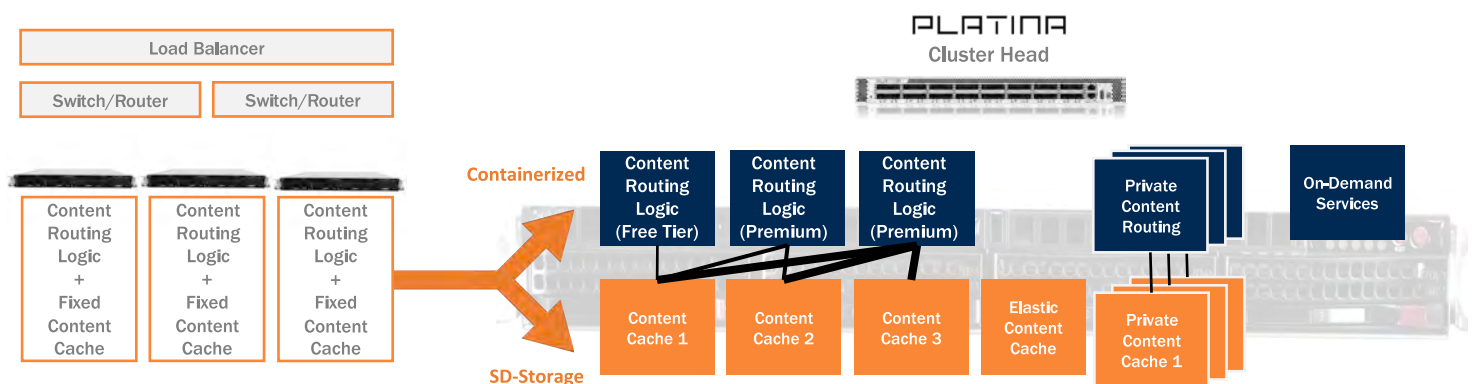 Load Balancer
Switch/Router
Switch/Router
Content
Routing
Logic
+
Fixed
Content
Cache
Content
Routing
Logic
+
Fixed
Content
Cache
Content
Routing
Logic
+
Fixed
Content
Cache
PLATINA
Cluster Head
Containerized
Content
Routing
Logic
(Free Tier)
Content
Routing
Logic
(Premium)
Content
Routing
Logic
(Premium)
Private
Content
Routing
On-Demand
Services
SD-Storage
Content
Cache 1
Content
Cache 2
Content
Cache 3
Elastic
Content
Cache
Private
Content
Cache 1